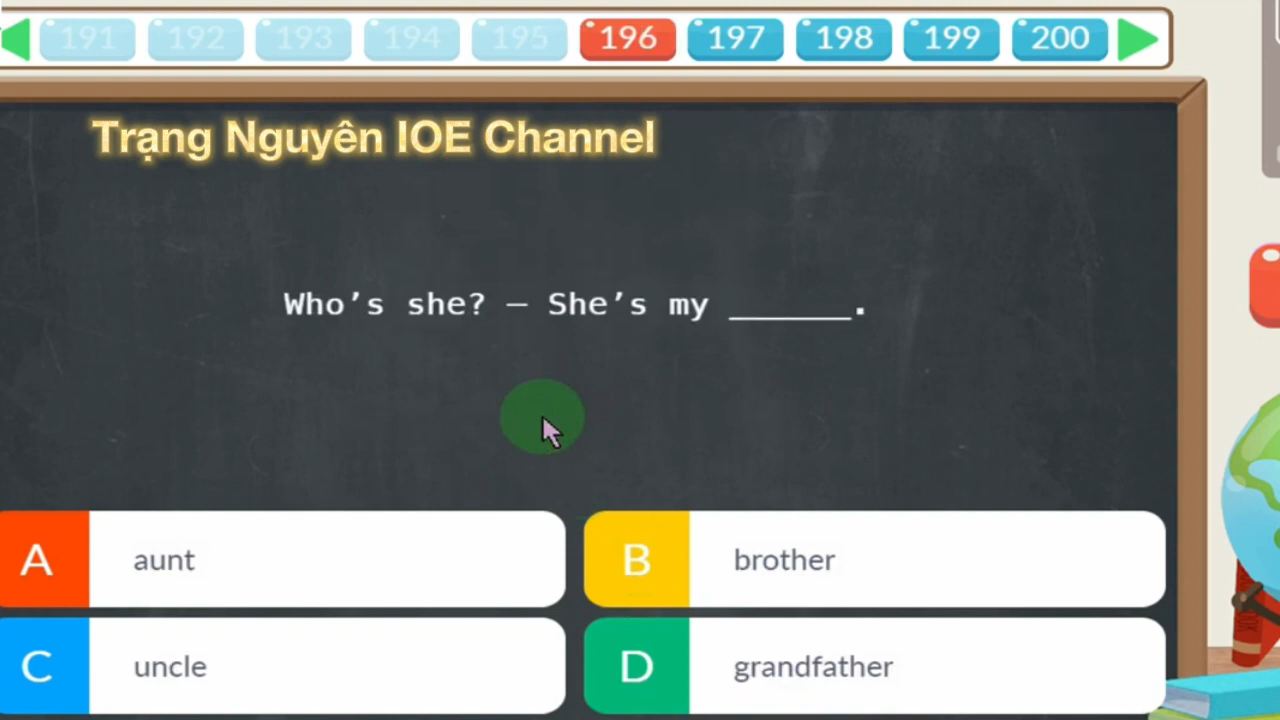 191 192 193 194 195 196 197 198 199 200
Trạng Nguyên IOE Channel
Who’s she? – She’s my ______.
A aunt
B brother
C uncle
D grandfather